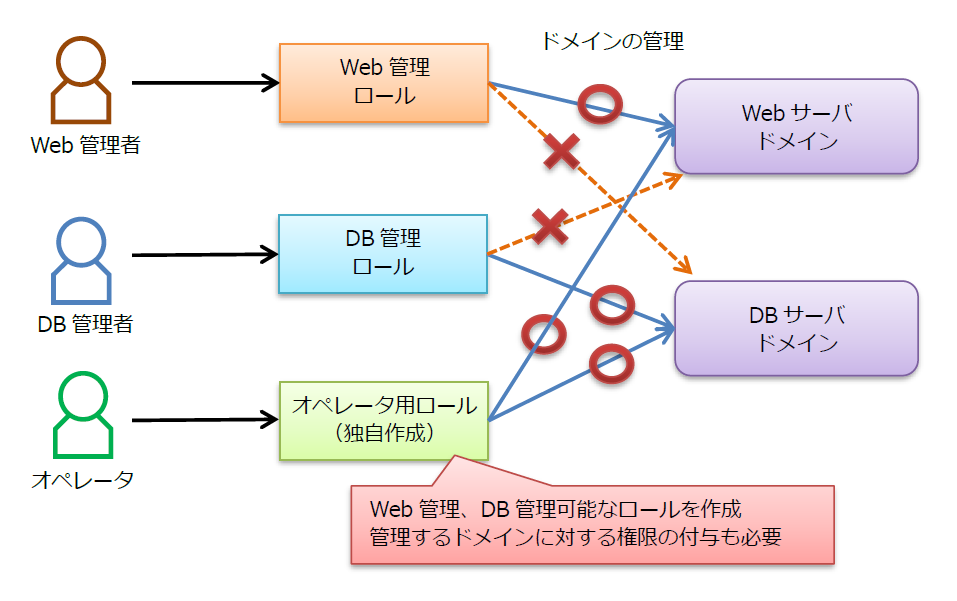 ドメインの管理
Web 管理者
Web 管理
ロール
Web サーバ
ドメイン
DB 管理者
DB 管理
ロール
DB サーバ
ドメイン
オペレータ
オペレータ用ロール
（独自作成）
Web 管理、DB 管理可能なロールを作成
管理するドメインに対する権限の付与も必要